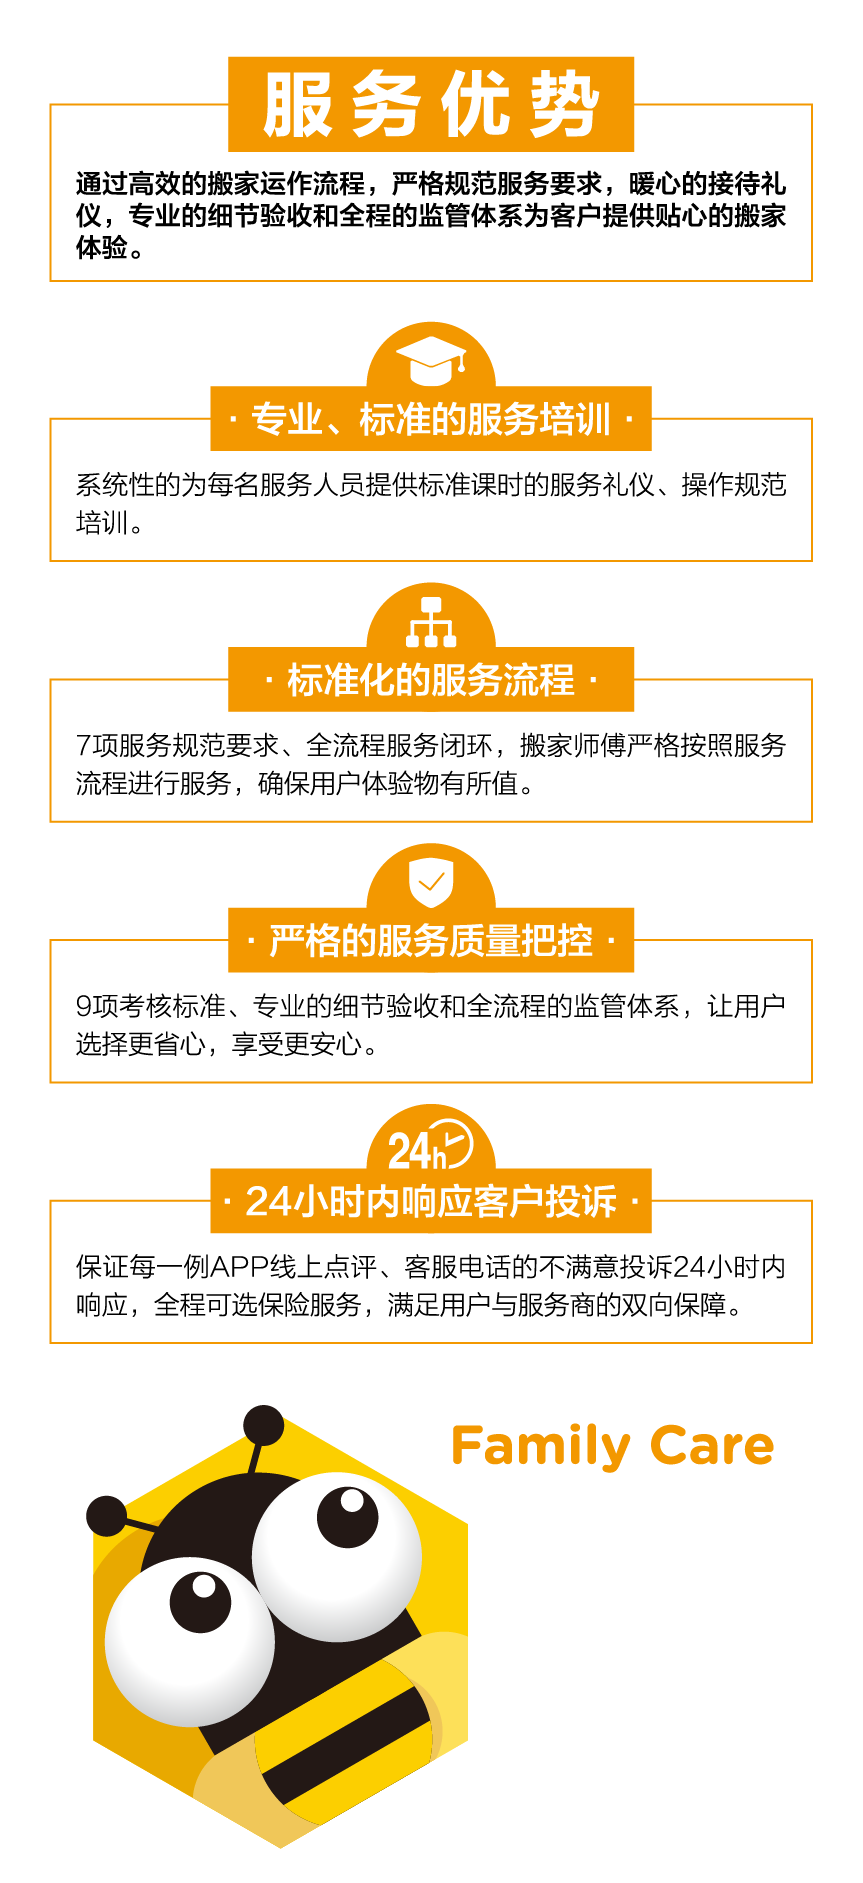 服务优势
通过高效的搬家运作流程，严格规范服务要求，暖心的接待礼
仪，专业的细节验收和全程的监管体系为客户提供贴心的搬家
体验。
· 专业、标准的服务培训 ·
系统性的为每名服务人员提供标准课时的服务礼仪、操作规范
培训。
· 标准化的服务流程 ·
7项服务规范要求、全流程服务闭环，搬家师傅严格按照服务
流程进行服务，确保用户体验物有所值。
· 严格的服务质量把控 ·
9项考核标准、专业的细节验收和全流程的监管体系，让用户
选择更省心，享受更安心。
24h
· 24小时内响应客户投诉 ·
保证每一例APP线上点评、客服电话的不满意投诉24小时内
响应，全程可选保险服务，满足用户与服务商的双向保障。
Family Care